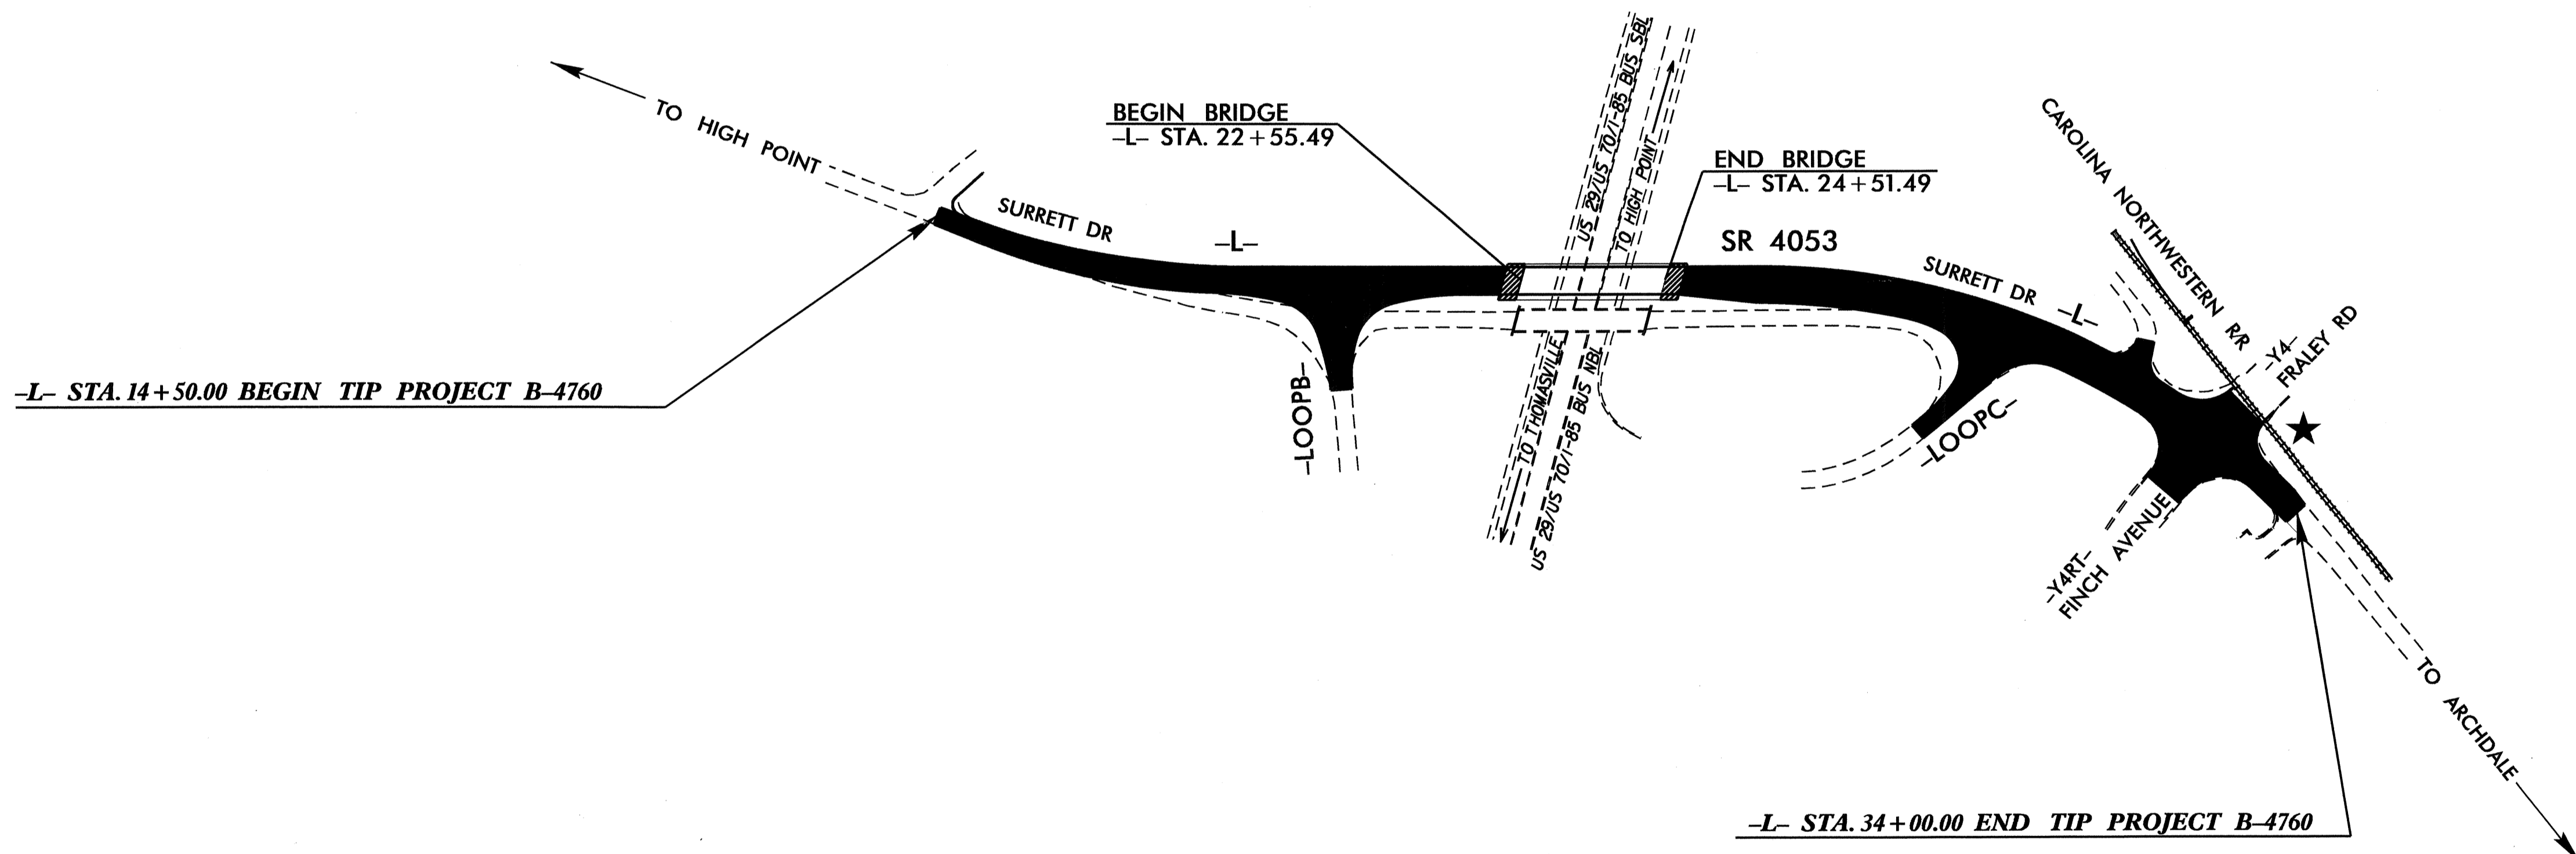 TO HIGH POINT
BEGIN BRIDGE
-L- STA. 22+55.49
US 29/US 70/I-85 BUS SBL
TO HIGH POINT
END BRIDGE
-L- STA. 24+51.49
CAROLINA NORTHWESTERN R/R
SURRETT DR
-L-
SR 4053
SURRETT DR
-L-
-Y4-
FRALEY RD
-L- STA. 14+50.00 BEGIN TIP PROJECT B-4760
-LOOPB-
TO THOMASVILLE
US 29/US 70/I-85 BUS NBL
-LOOPC-
-Y4RT-
FINCH AVENUE
TO ARCHDALE
-L- STA. 34+00.00 END TIP PROJECT B-4760